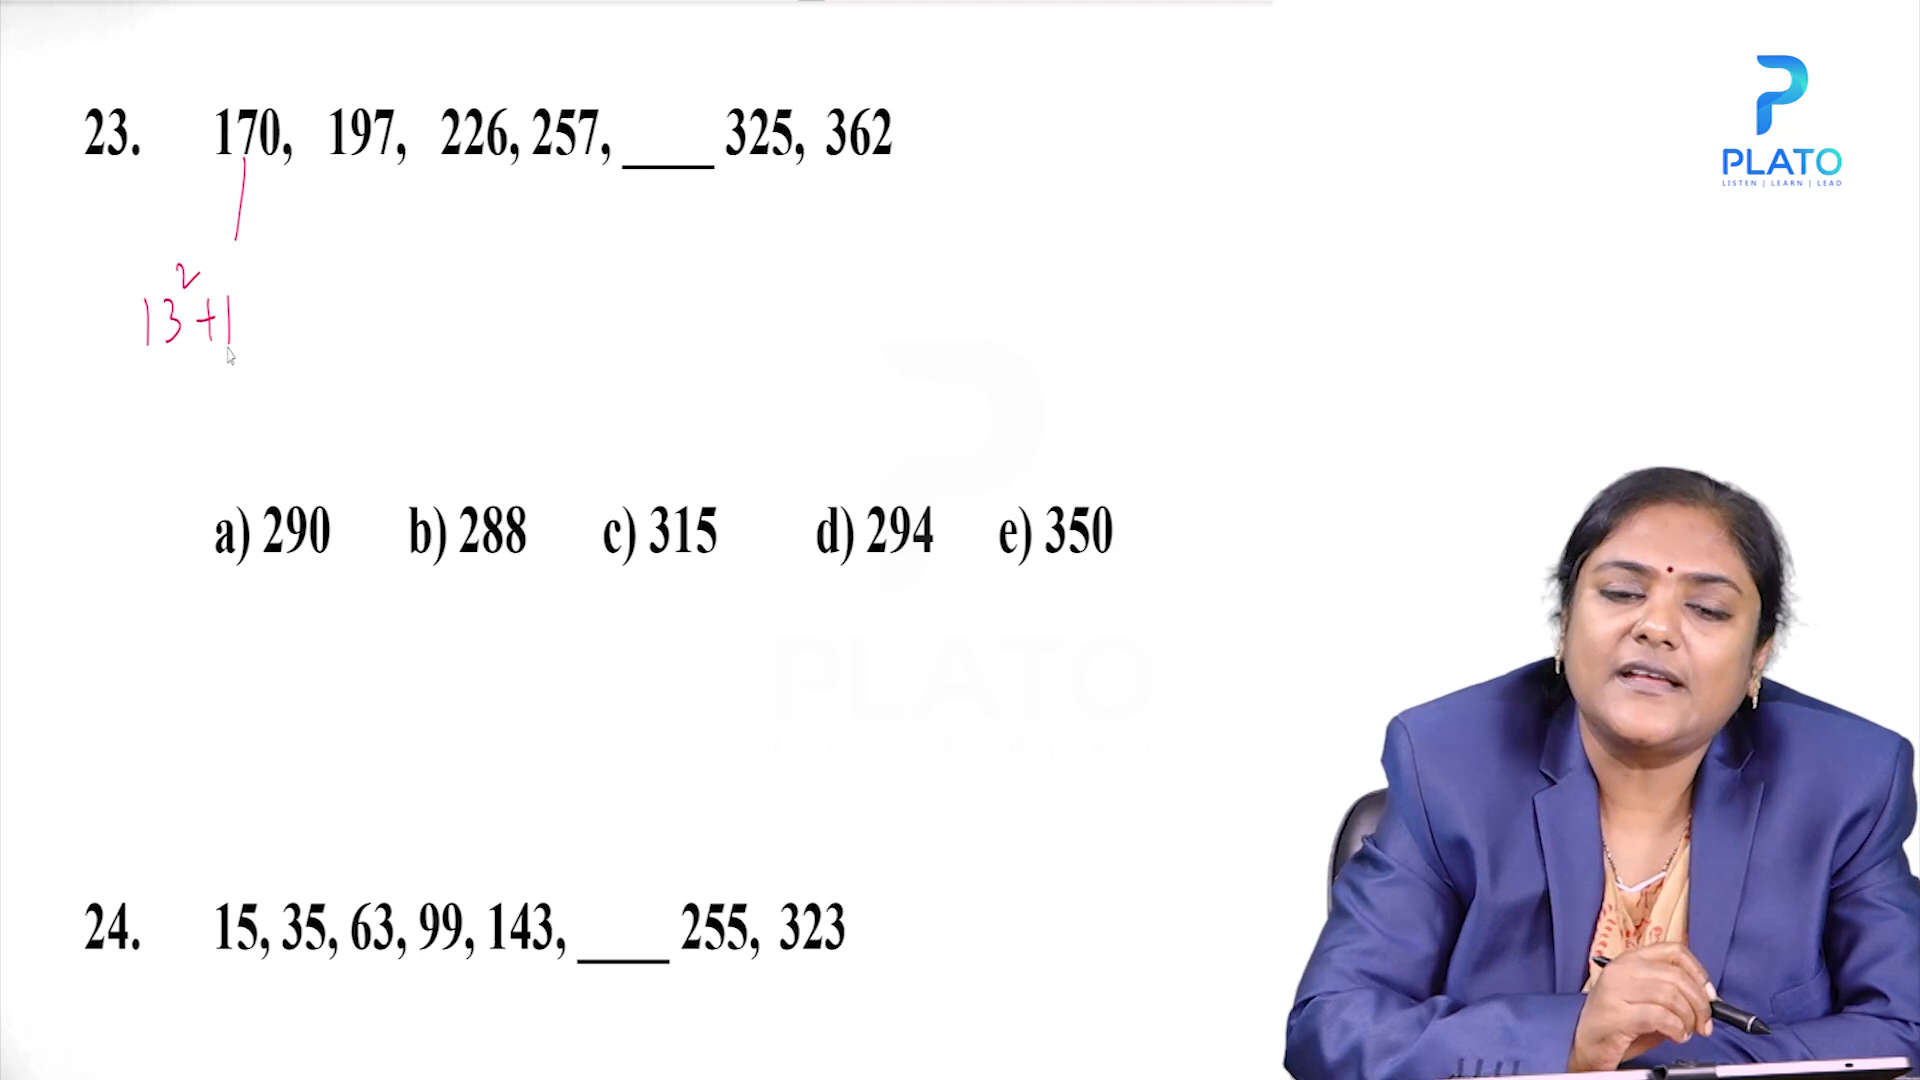 PLATO
LISTEN | LEARN | LEAD
23. 170, 197, 226, 257, ____ 325, 362
13²+1
a) 290 b) 288 c) 315 d) 294 e) 350
PLATO
24. 15, 35, 63, 99, 143, ____ 255, 323